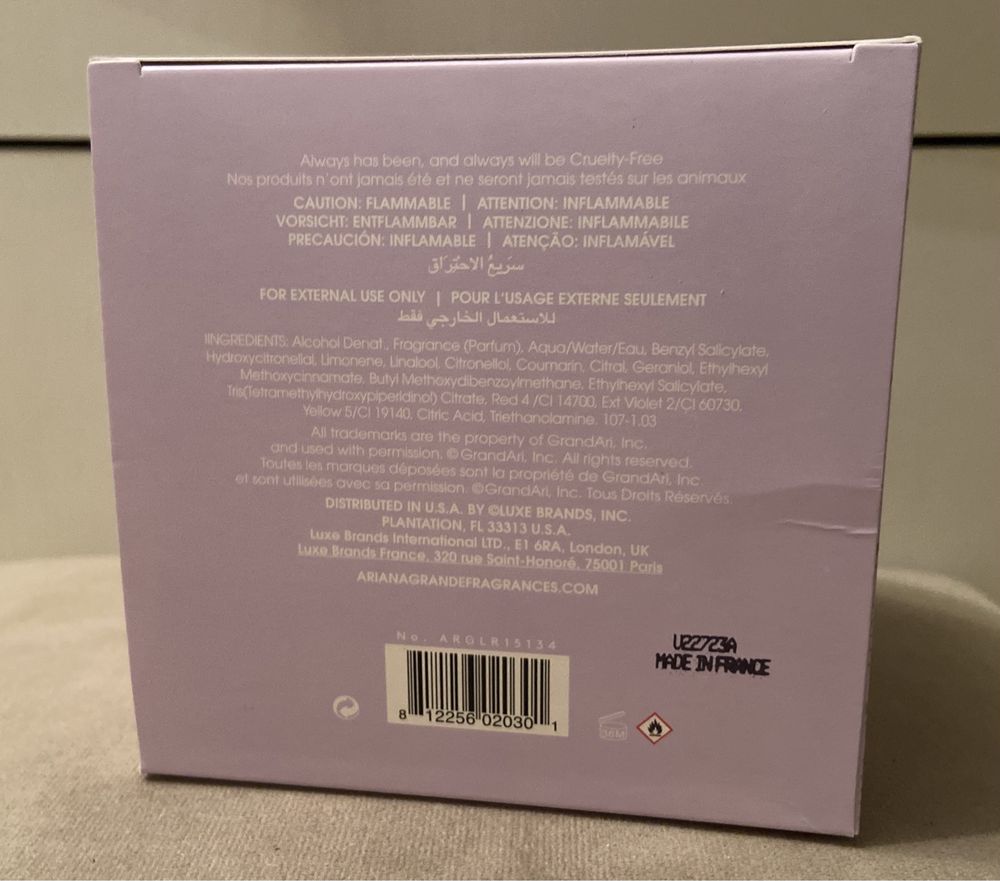 Always has been, and always will be Cruelty-Free
Nos produits n'ont jamais été et ne seront jamais testés sur les animaux
CAUTION: FLAMMABLE | ATTENTION: INFLAMMABLE
VORSICHT: ENTFLAMMBAR | ATTENZIONE: INFLAMMABILE
PRECAUCIÓN: INFLAMABLE | ATENÇÃO: INFLAMÁVEL
سَريعُ الاحتِرَاق
FOR EXTERNAL USE ONLY | POUR L'USAGE EXTERNE SEULEMENT
للاستعمال الخارجي فقط
IINGREDIENTS: Alcohol Denat., Fragrance (Parfum), Aqua/Water/Eau, Benzyl Salicylate,
Hydroxycitronellal, Limonene, Linalool, Citronellol, Coumarin, Citral, Geraniol, Ethylhexyl
Methoxycinnamate, Butyl Methoxydibenzoylmethane, Ethylhexyl Salicylate,
Tris(Tetramethylhydroxypiperidinol) Citrate, Red 4 /CI 14700, Ext Violet 2/CI 60730,
Yellow 5/CI 19140, Citric Acid, Triethanolamine. 107-1.03
All trademarks are the property of GrandAri, Inc.
and used with permission. ©GrandAri, Inc. All rights reserved.
Toutes les marques déposées sont la propriété de GrandAri, Inc
et sont utilisées avec sa permission. ©GrandAri, Inc. Tous Droits Réservés.
DISTRIBUTED IN U.S.A. BY ©LUXE BRANDS, INC.
PLANTATION, FL 33313 U.S.A.
Luxe Brands International LTD., E1 6RA, London, UK
Luxe Brands France, 320 rue Saint-Honoré, 75001 Paris
ARIANAGRANDEFRAGRANCES.COM
No. ARGLR15134
U22723A
MADE IN FRANCE
8 12256 02030 1
36M